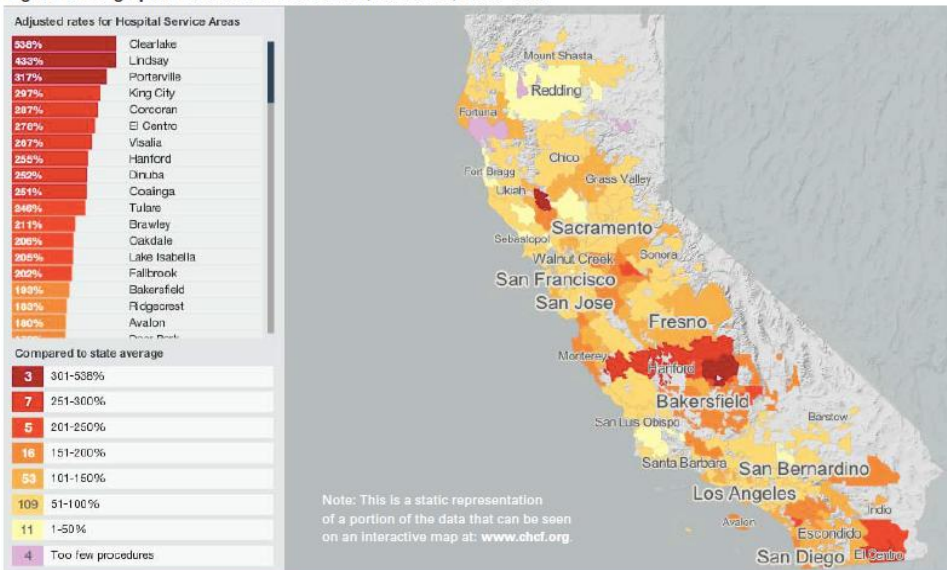 Adjusted rates for Hospital Service Areas
538% Clearlake
433% Lindsay
317% Porterville
297% King City
287% Corcoran
278% El Centro
267% Visalia
255% Hanford
252% Dinuba
251% Coalinga
246% Tulare
211% Brawley
206% Oakdale
205% Lake Isabella
202% Fallbrook
193% Bakersfield
183% Ridgecrest
180% Avalon
Compared to state average
3 301-538%
7 251-300%
5 201-250%
16 151-200%
53 101-150%
109 51-100%
11 1-50%
4 Too few procedures
Mount Shasta
Redding
Fortuna
Chico
Fort Bragg
Grass Valley
Ukiah
Sacramento
Sebastopol
Sonora
Walnut Creek
San Francisco
San Jose
Fresno
Monterey
Hanford
Bakersfield
San Luis Obispo
Barstow
Santa Barbara
San Bernardino
Los Angeles
Indio
Avalon
Escondido
El Centro
San Diego
Note: This is a static representation
of a portion of the data that can be seen
on an interactive map at: www.chcf.org.